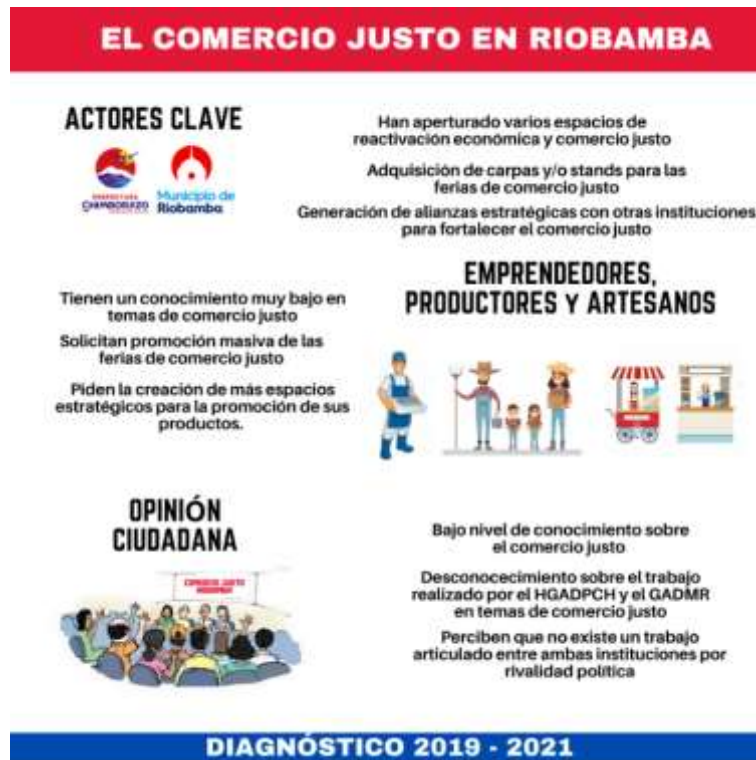 EL COMERCIO JUSTO EN RIOBAMBA
ACTORES CLAVE
PREFECTURA
CHIMBORAZO
Municipio de
Riobamba
Han aperturado varios espacios de
reactivación económica y comercio justo
Adquisición de carpas y/o stands para las
ferias de comercio justo
Generación de alianzas estratégicas con otras instituciones
para fortalecer el comercio justo
EMPRENDEDORES,
PRODUCTORES Y ARTESANOS
Tienen un conocimiento muy bajo en
temas de comercio justo
Solicitan promoción masiva de las
ferias de comercio justo
Piden la creación de más espacios
estratégicos para la promoción de sus
productos.
OPINIÓN
CIUDADANA
COMERCIO JUSTO
RIOBAMBA
Bajo nivel de conocimiento sobre
el comercio justo
Desconocecimiento sobre el trabajo
realizado por el HGADPCH y el GADMR
en temas de comercio justo
Perciben que no existe un trabajo
articulado entre ambas instituciones por
rivalidad política
DIAGNÓSTICO 2019 - 2021